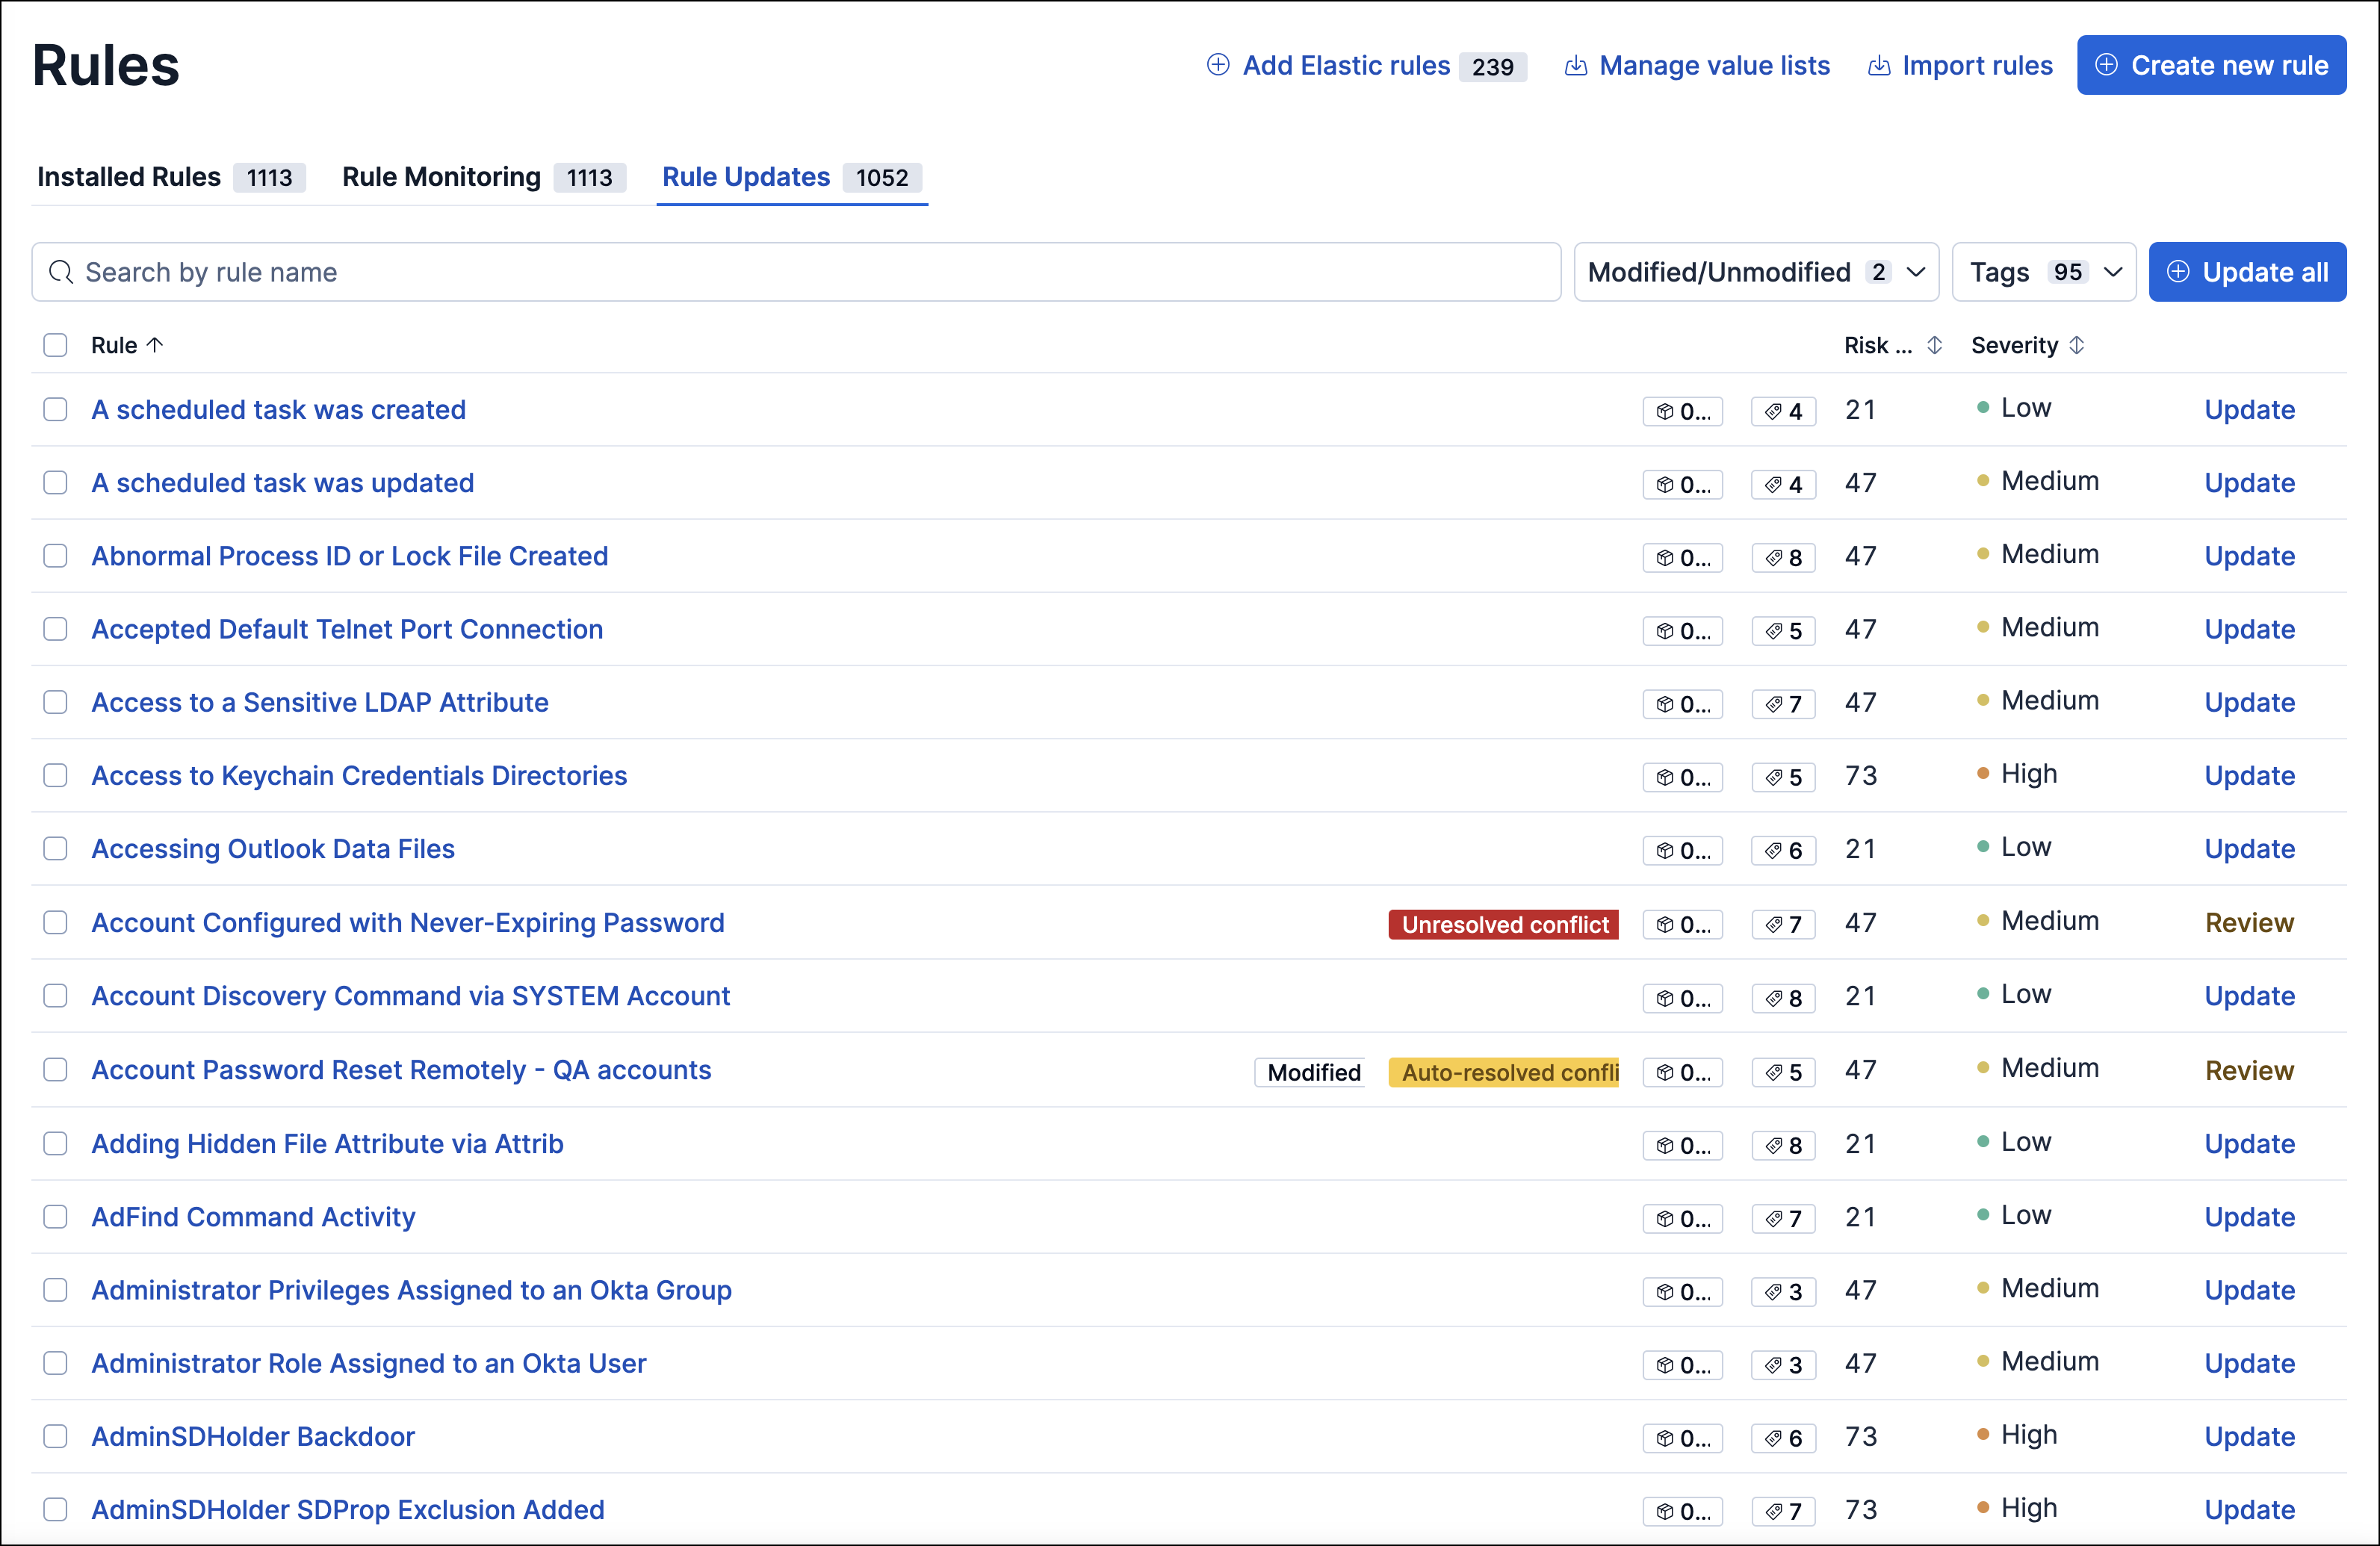 Rules
Add Elastic rules 239 Manage value lists Import rules Create new rule
Installed Rules 1113 Rule Monitoring 1113 Rule Updates 1052
Search by rule name Modified/Unmodified 2 Tags 95 Update all
Rule Risk ... Severity
A scheduled task was created 0... 4 21 Low Update
A scheduled task was updated 0... 4 47 Medium Update
Abnormal Process ID or Lock File Created 0... 8 47 Medium Update
Accepted Default Telnet Port Connection 0... 5 47 Medium Update
Access to a Sensitive LDAP Attribute 0... 7 47 Medium Update
Access to Keychain Credentials Directories 0... 5 73 High Update
Accessing Outlook Data Files 0... 6 21 Low Update
Account Configured with Never-Expiring Password Unresolved conflict 0... 7 47 Medium Review
Account Discovery Command via SYSTEM Account 0... 8 21 Low Update
Account Password Reset Remotely - QA accounts Modified Auto-resolved confli 0... 5 47 Medium Review
Adding Hidden File Attribute via Attrib 0... 8 21 Low Update
AdFind Command Activity 0... 7 21 Low Update
Administrator Privileges Assigned to an Okta Group 0... 3 47 Medium Update
Administrator Role Assigned to an Okta User 0... 3 47 Medium Update
AdminSDHolder Backdoor 0... 6 73 High Update
AdminSDHolder SDProp Exclusion Added 0... 7 73 High Update